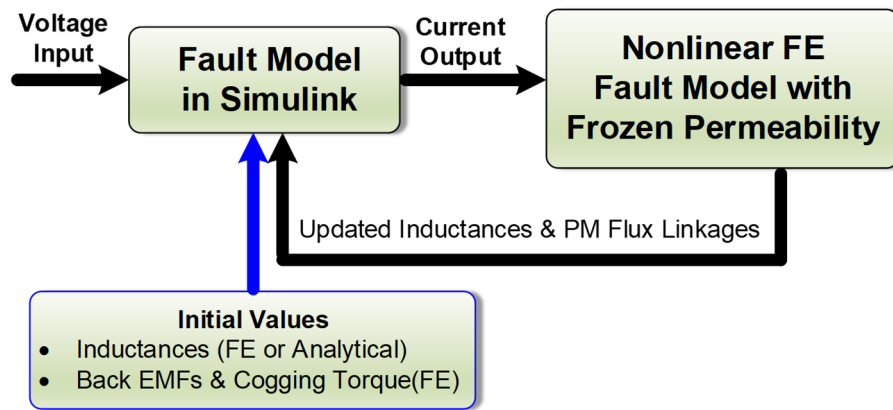 Voltage
Input
Fault Model
in Simulink
Current
Output
Nonlinear FE
Fault Model with
Frozen Permeability
Updated Inductances & PM Flux Linkages
Initial Values
• Inductances (FE or Analytical)
• Back EMFs & Cogging Torque(FE)